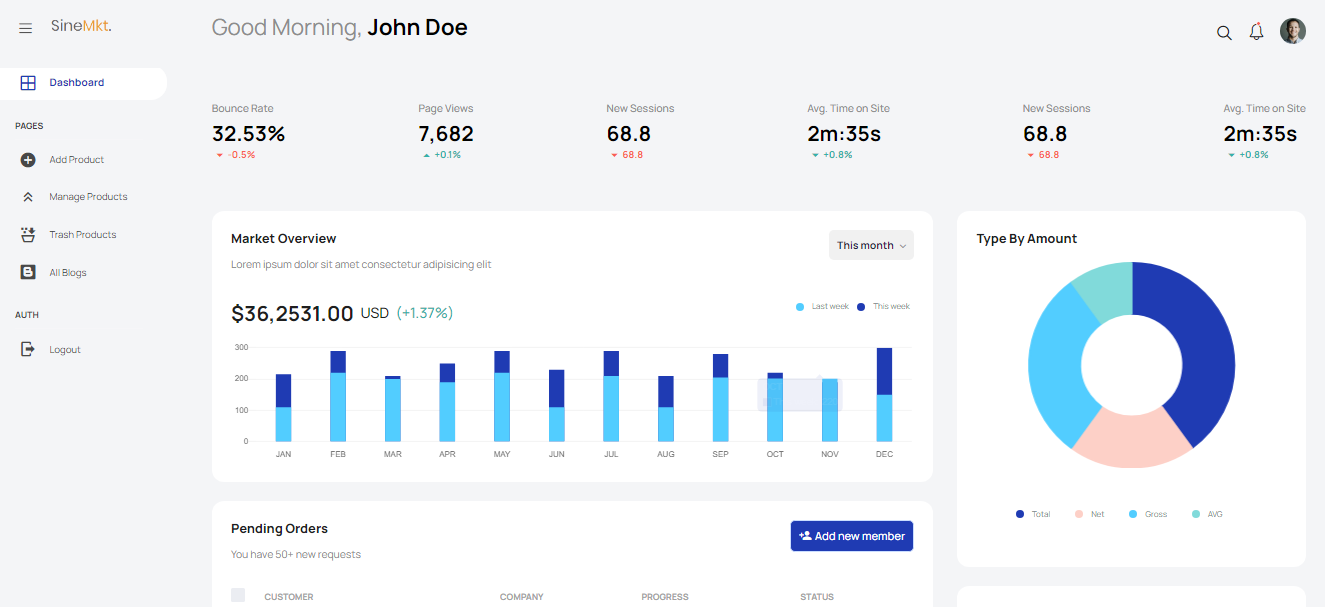 SineMkt.
Good Morning, John Doe
Dashboard
PAGES
Add Product
Manage Products
Trash Products
All Blogs
AUTH
Logout
Bounce Rate
32.53%
-0.5%
Page Views
7,682
+0.1%
New Sessions
68.8
68.8
Avg. Time on Site
2m:35s
+0.8%
New Sessions
68.8
68.8
Avg. Time on Site
2m:35s
+0.8%
Market Overview
Lorem ipsum dolor sit amet consectetur adipisicing elit
This month
$36,2531.00 USD (+1.37%)
Last week This week
300
200
100
0
JAN FEB MAR APR MAY JUN JUL AUG SEP OCT NOV DEC
Type By Amount
Total Net Gross AVG
Pending Orders
You have 50+ new requests
Add new member
CUSTOMER COMPANY PROGRESS STATUS